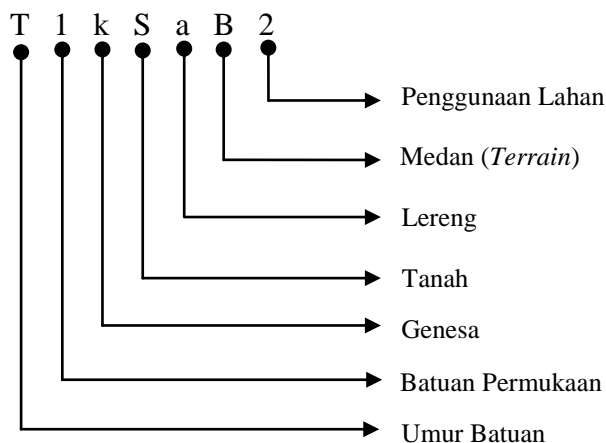 T 1 k S a B 2
Penggunaan Lahan
Medan (Terrain)
Lereng
Tanah
Genesa
Batuan Permukaan
Umur Batuan